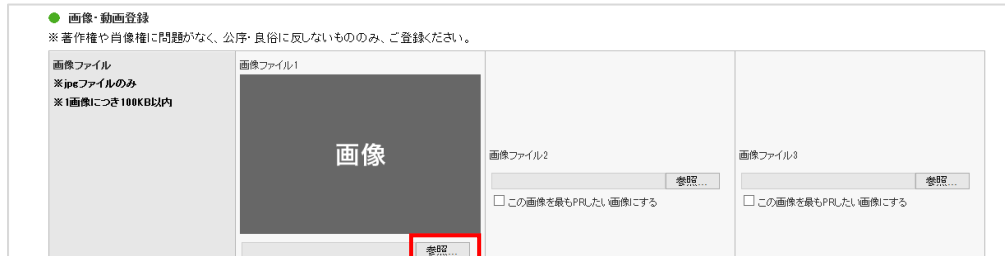 ● 画像・動画登録
※著作権や肖像権に問題がなく、公序・良俗に反しないもののみ、ご登録ください。
画像ファイル
※jpgファイルのみ
※1画像につき100KB以内
画像ファイル1
画像
参照...
画像ファイル2
参照...
この画像を最もPRしたい画像にする
画像ファイル3
参照...
この画像を最もPRしたい画像にする